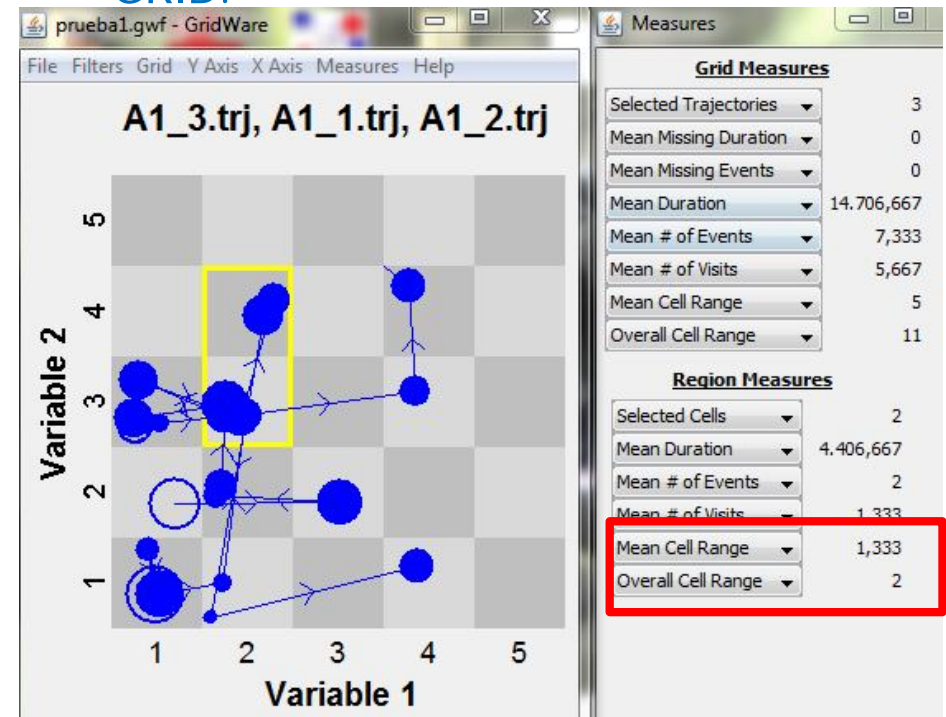 GRID.
prueba1.gwf - GridWare
File Filters Grid Y Axis X Axis Measures Help
A1_3.trj, A1_1.trj, A1_2.trj
5
4
3
2
1
Variable 2
1 2 3 4 5
Variable 1
Measures
Grid Measures
Selected Trajectories 3
Mean Missing Duration 0
Mean Missing Events 0
Mean Duration 14.706,667
Mean # of Events 7,333
Mean # of Visits 5,667
Mean Cell Range 5
Overall Cell Range 11
Region Measures
Selected Cells 2
Mean Duration 4.406,667
Mean # of Events 2
Mean # of Visits 1,333
Mean Cell Range 1,333
Overall Cell Range 2